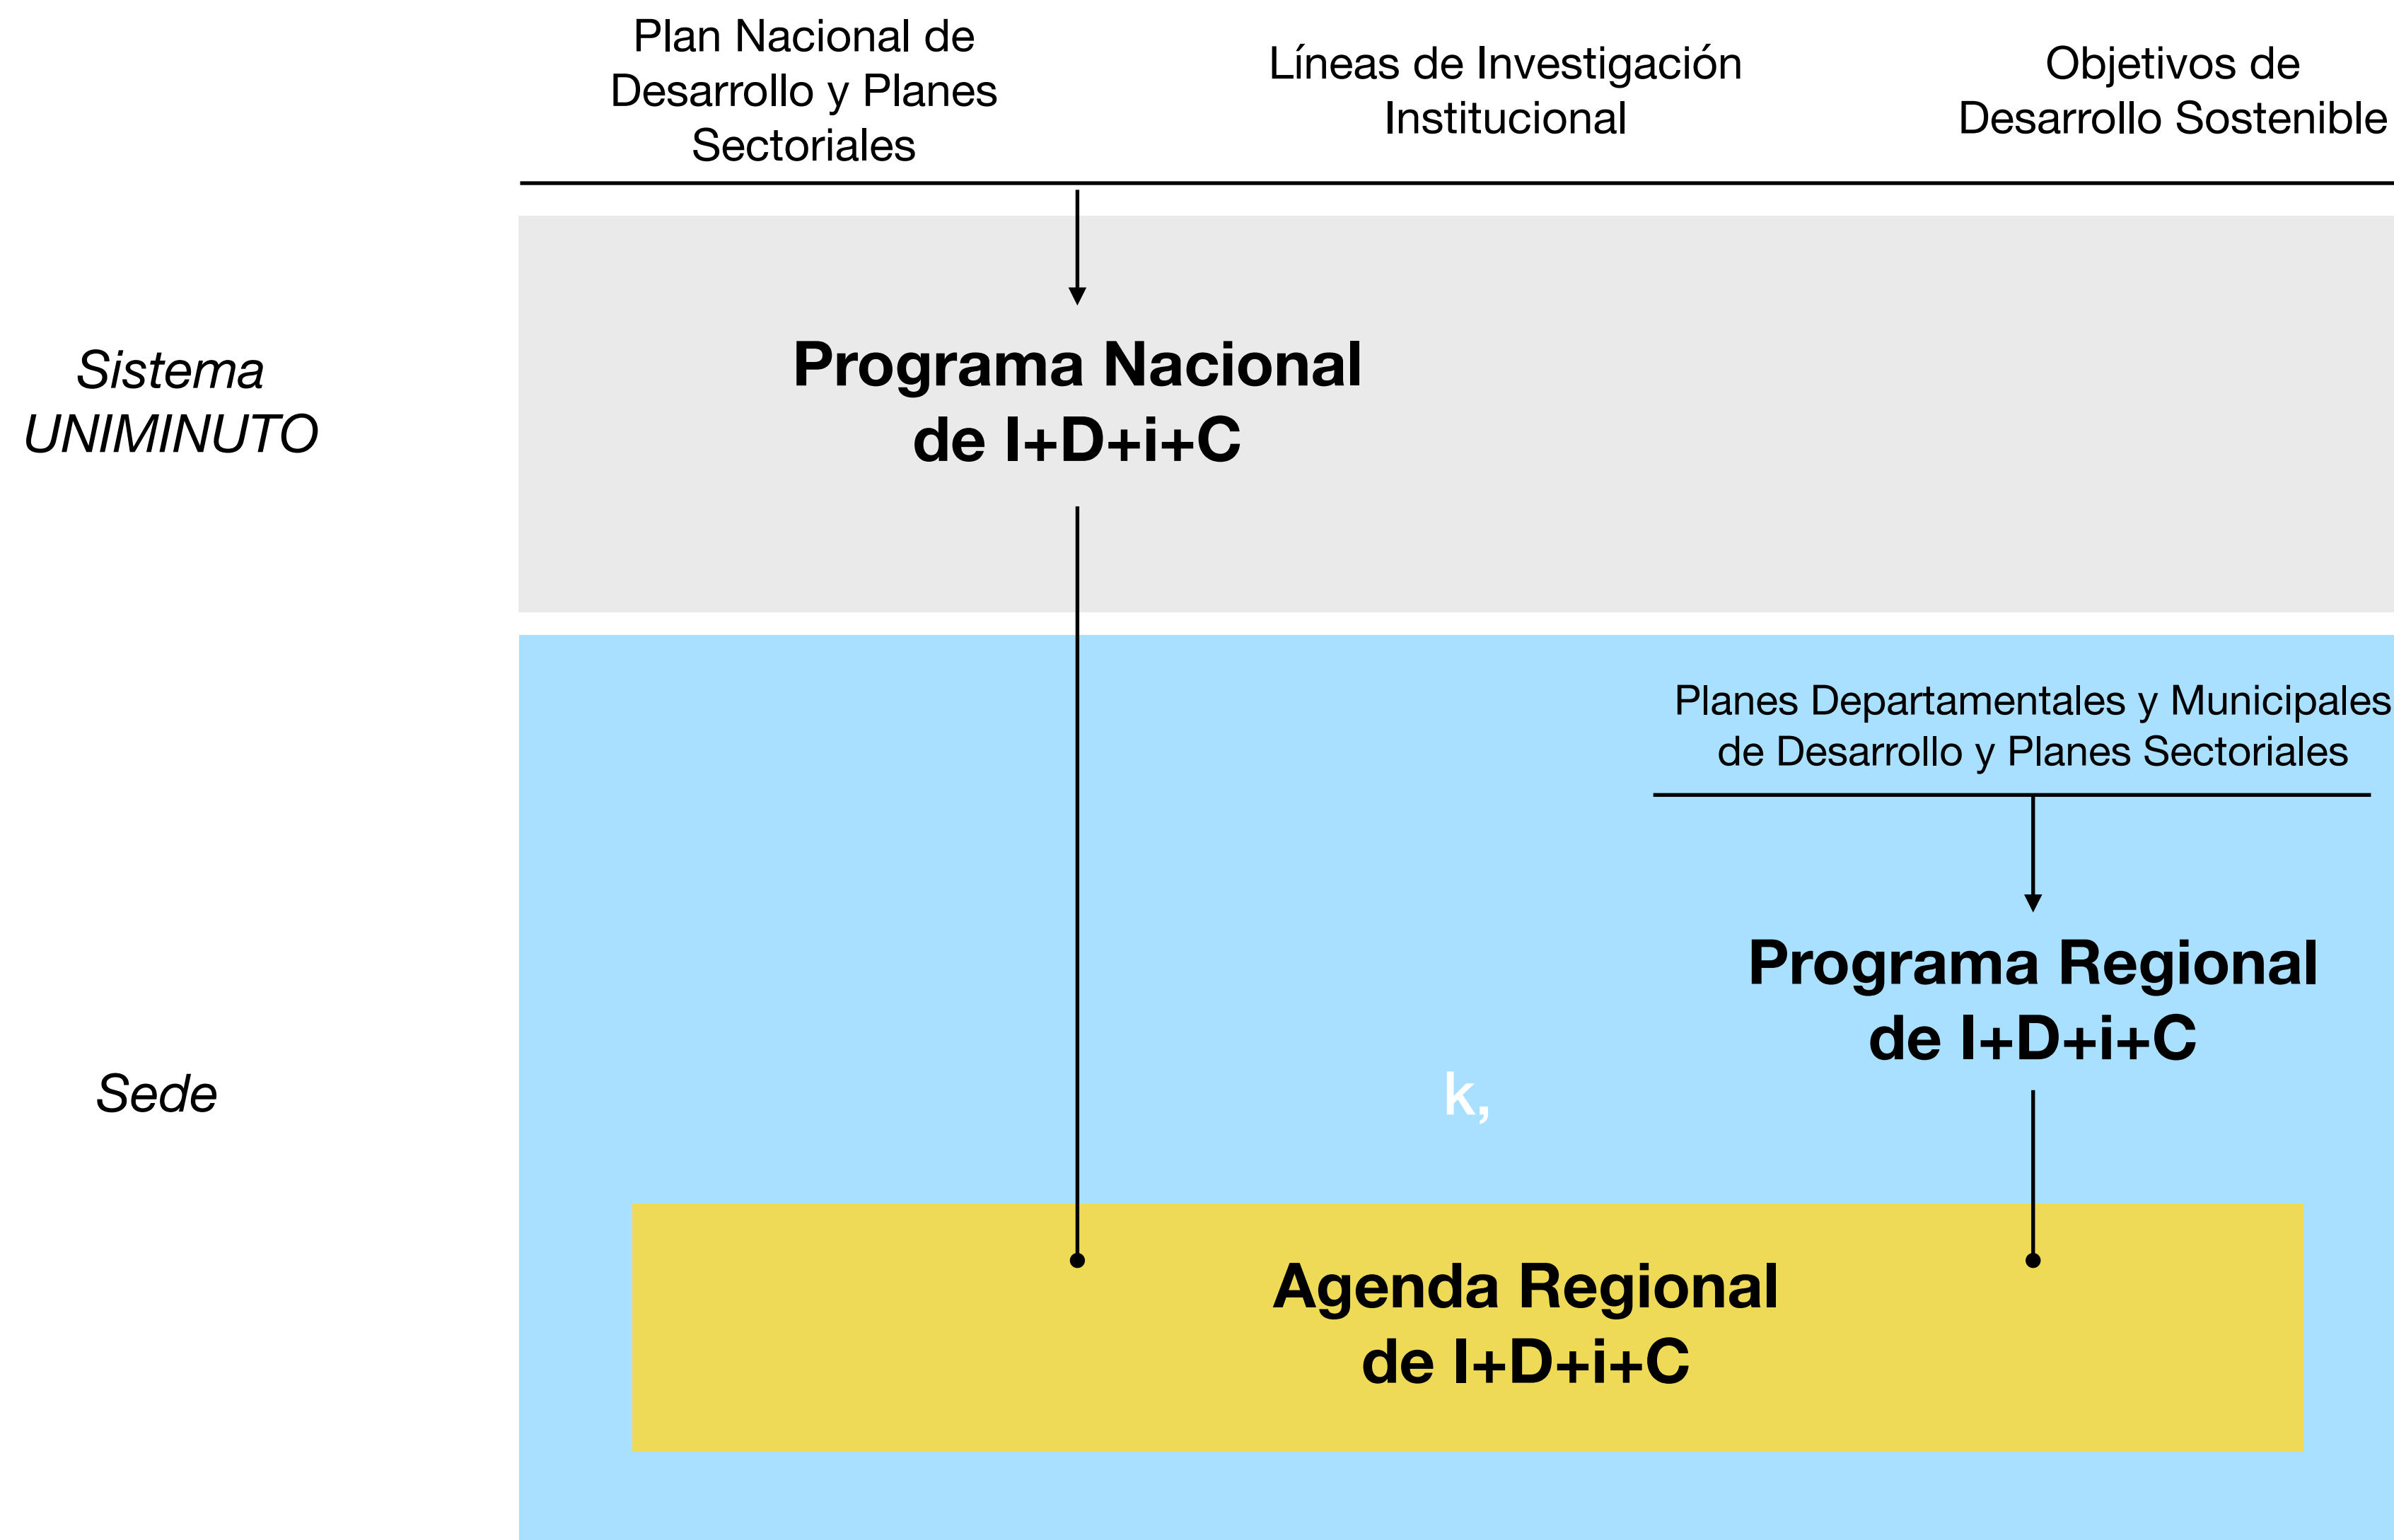 Plan Nacional de
Desarrollo y Planes
Sectoriales
Líneas de Investigación
Institucional
Objetivos de
Desarrollo Sostenible
Sistema
UNIMINUTO
Programa Nacional
de I+D+i+C
Planes Departamentales y Municipales
de Desarrollo y Planes Sectoriales
Programa Regional
de I+D+i+C
Sede
k,
Agenda Regional
de I+D+i+C